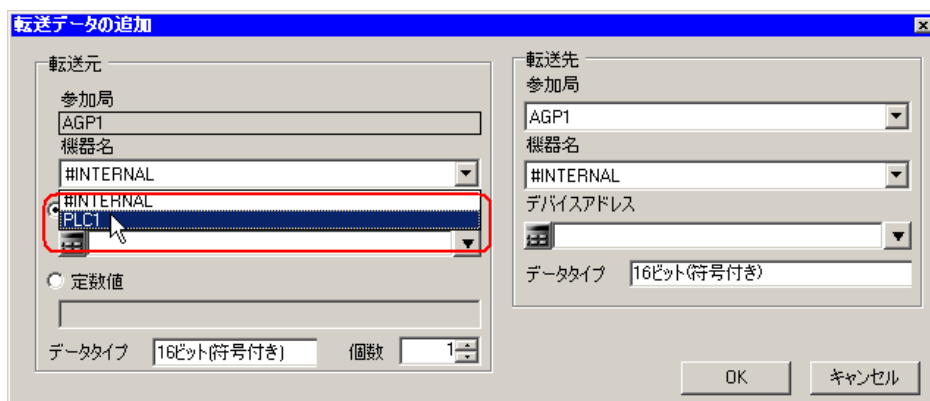 転送データの追加
転送元
参加局
AGP1
機器名
#INTERNAL
#INTERNAL
PLC1
定数値
データタイプ 16ビット(符号付き) 個数 1
転送先
参加局
AGP1
機器名
#INTERNAL
デバイスアドレス
データタイプ 16ビット(符号付き)
OK キャンセル